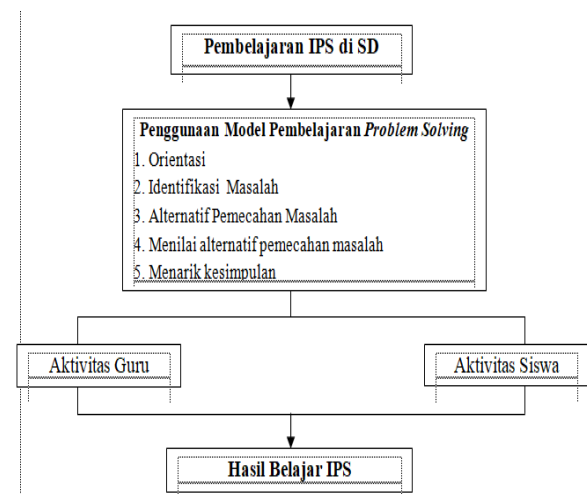 Pembelajaran IPS di SD
Penggunaan Model Pembelajaran Problem Solving
1. Orientasi
2. Identifikasi Masalah
3. Alternatif Pemecahan Masalah
4. Menilai alternatif pemecahan masalah
5. Menarik kesimpulan
Aktivitas Guru
Aktivitas Siswa
Hasil Belajar IPS